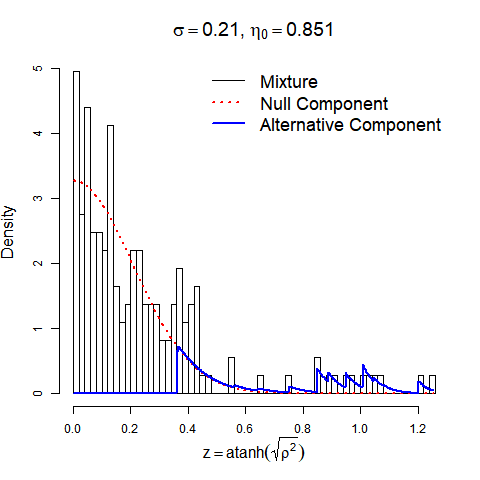 σ = 0.21, η₀ = 0.851
Mixture
Null Component
Alternative Component
Density
5
4
3
2
1
0
0.0 0.2 0.4 0.6 0.8 1.0 1.2
z = atanh(√ρ²)